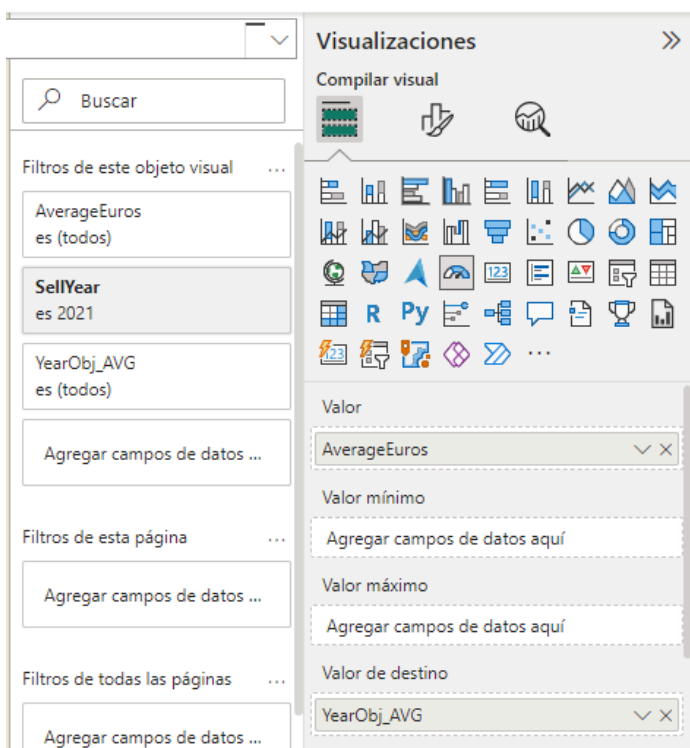 Buscar
Filtros de este objeto visual ...
AverageEuros
es (todos)
SellYear
es 2021
YearObj_AVG
es (todos)
Agregar campos de datos ...
Filtros de esta página ...
Agregar campos de datos ...
Filtros de todas las páginas ...
Agregar campos de datos ...
Visualizaciones
Compilar visual
123
R Py
123
...
Valor
AverageEuros
Valor mínimo
Agregar campos de datos aquí
Valor máximo
Agregar campos de datos aquí
Valor de destino
YearObj_AVG